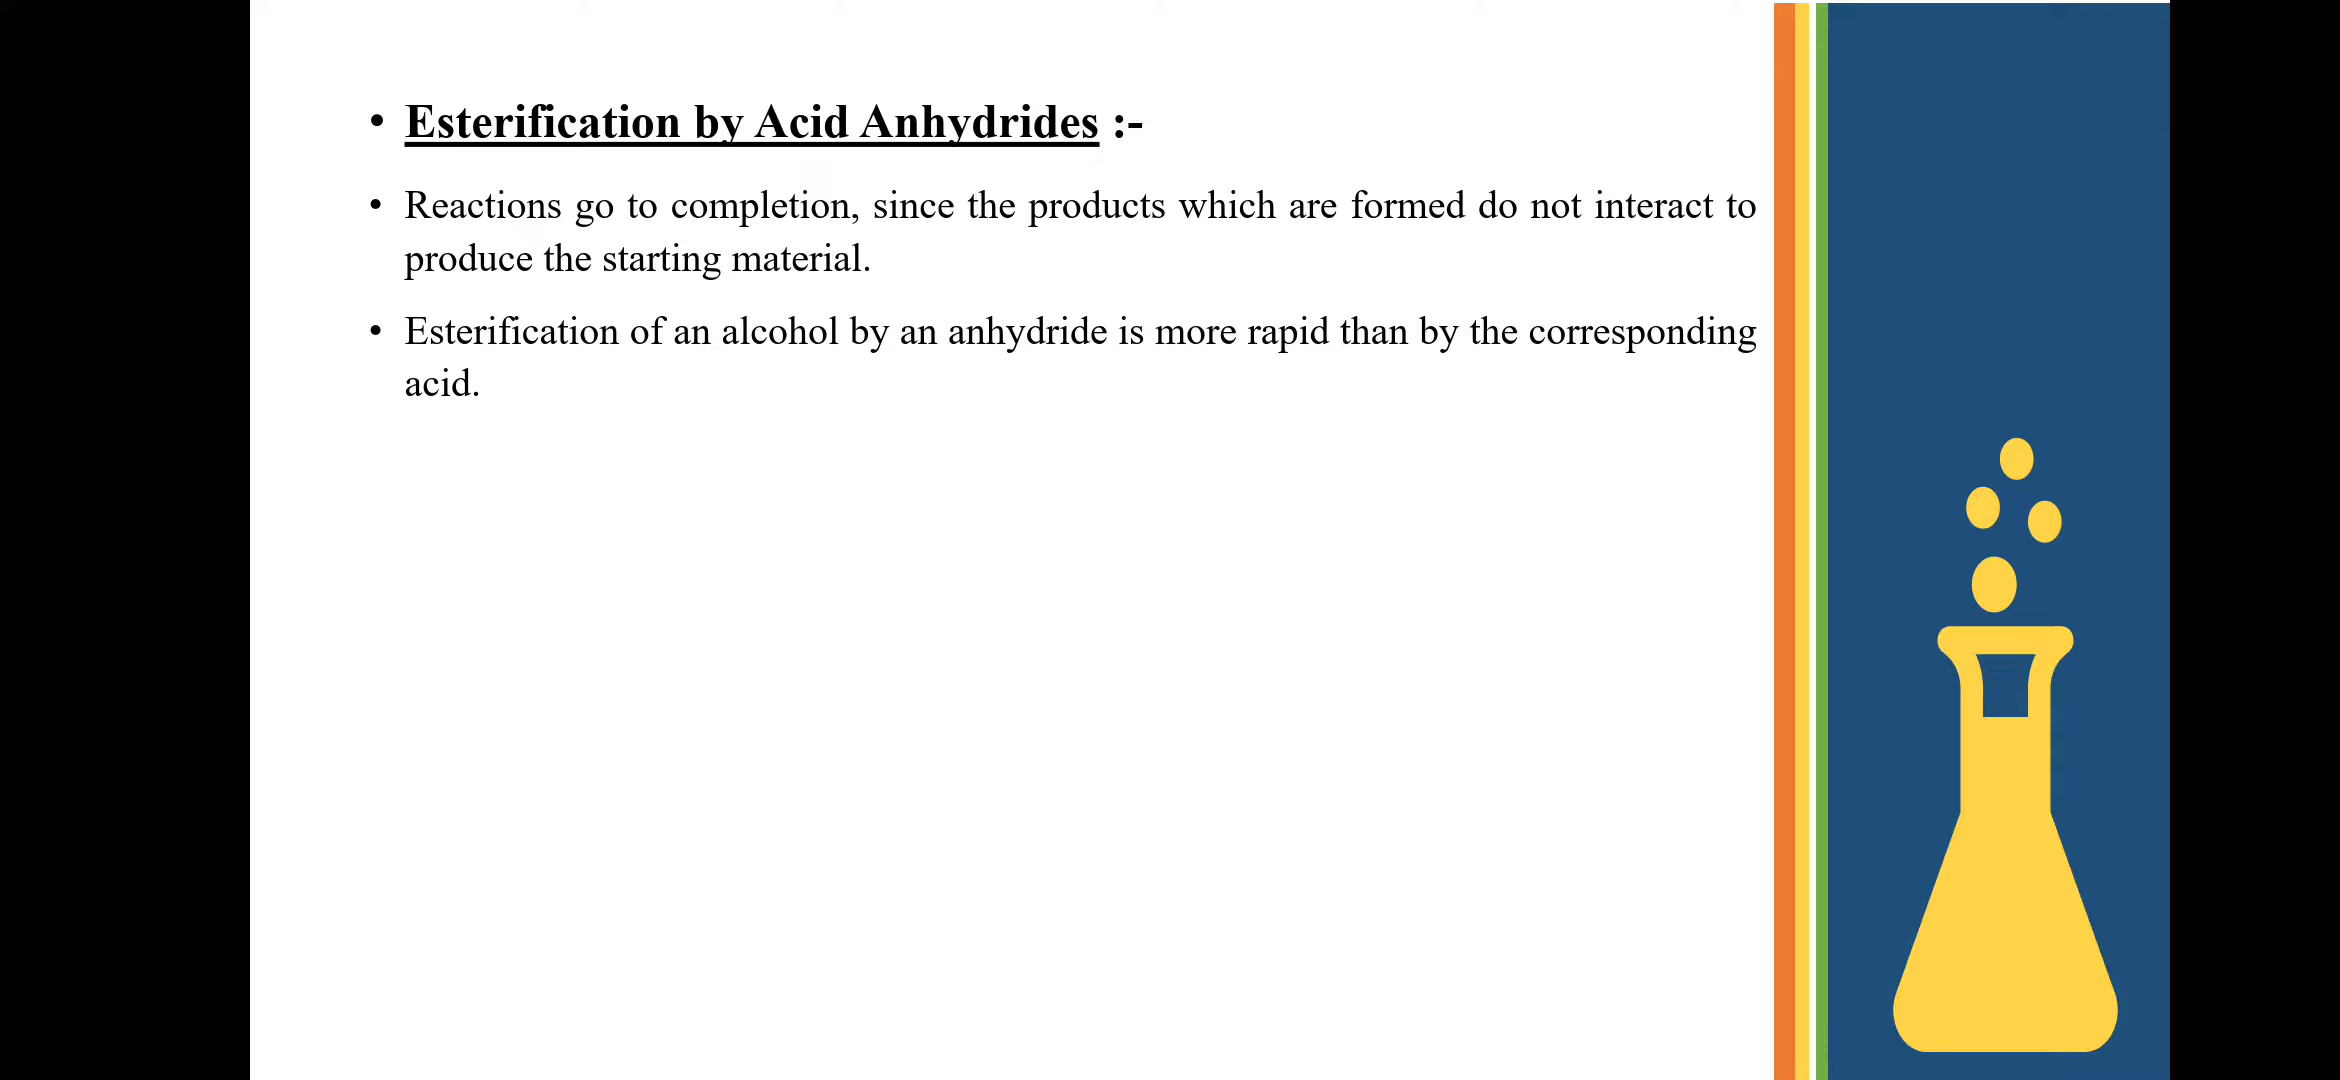 • Esterification by Acid Anhydrides :-
• Reactions go to completion, since the products which are formed do not interact to
produce the starting material.
• Esterification of an alcohol by an anhydride is more rapid than by the corresponding
acid.